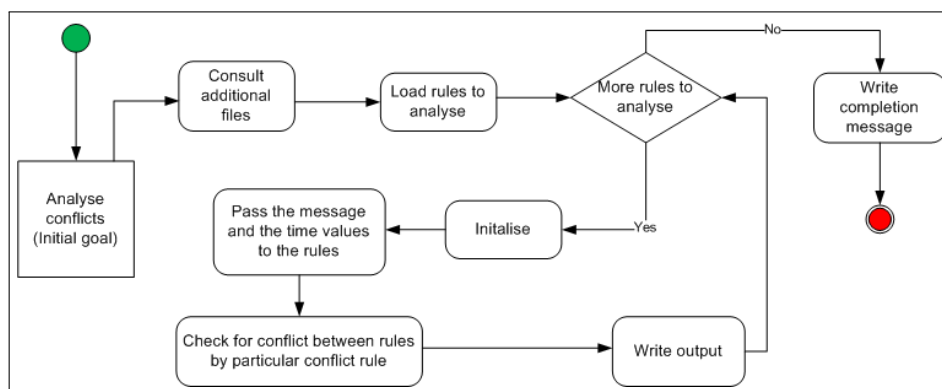 Analyse
conflicts
(Initial goal)
Consult
additional
files
Load rules to
analyse
More rules to
analyse
No
Write
completion
message
Yes
Initalise
Pass the message
and the time values
to the rules
Check for conflict between rules
by particular conflict rule
Write output